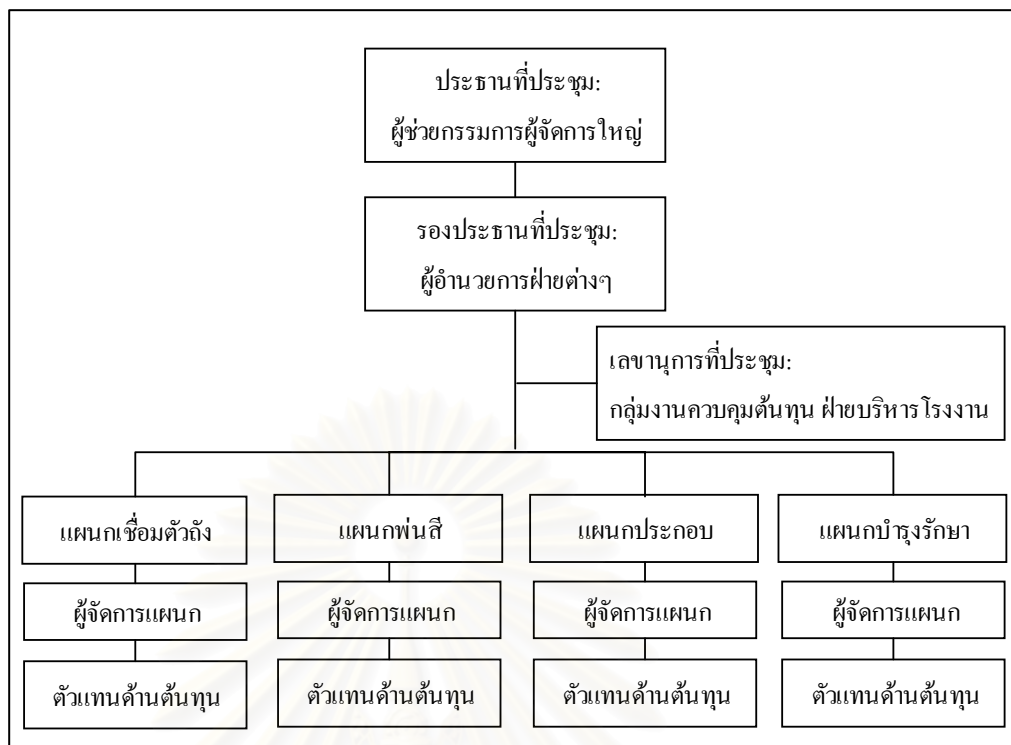 ประธานที่ประชุม:
ผู้ช่วยกรรมการผู้จัดการใหญ่
รองประธานที่ประชุม:
ผู้อำนวยการฝ่ายต่างๆ
เลขานุการที่ประชุม:
กลุ่มงานควบคุมต้นทุน ฝ่ายบริหารโรงงาน
แผนกเชื่อมตัวถัง
แผนกพ่นสี
แผนกประกอบ
แผนกบำรุงรักษา
ผู้จัดการแผนก
ผู้จัดการแผนก
ผู้จัดการแผนก
ผู้จัดการแผนก
ตัวแทนด้านต้นทุน
ตัวแทนด้านต้นทุน
ตัวแทนด้านต้นทุน
ตัวแทนด้านต้นทุน